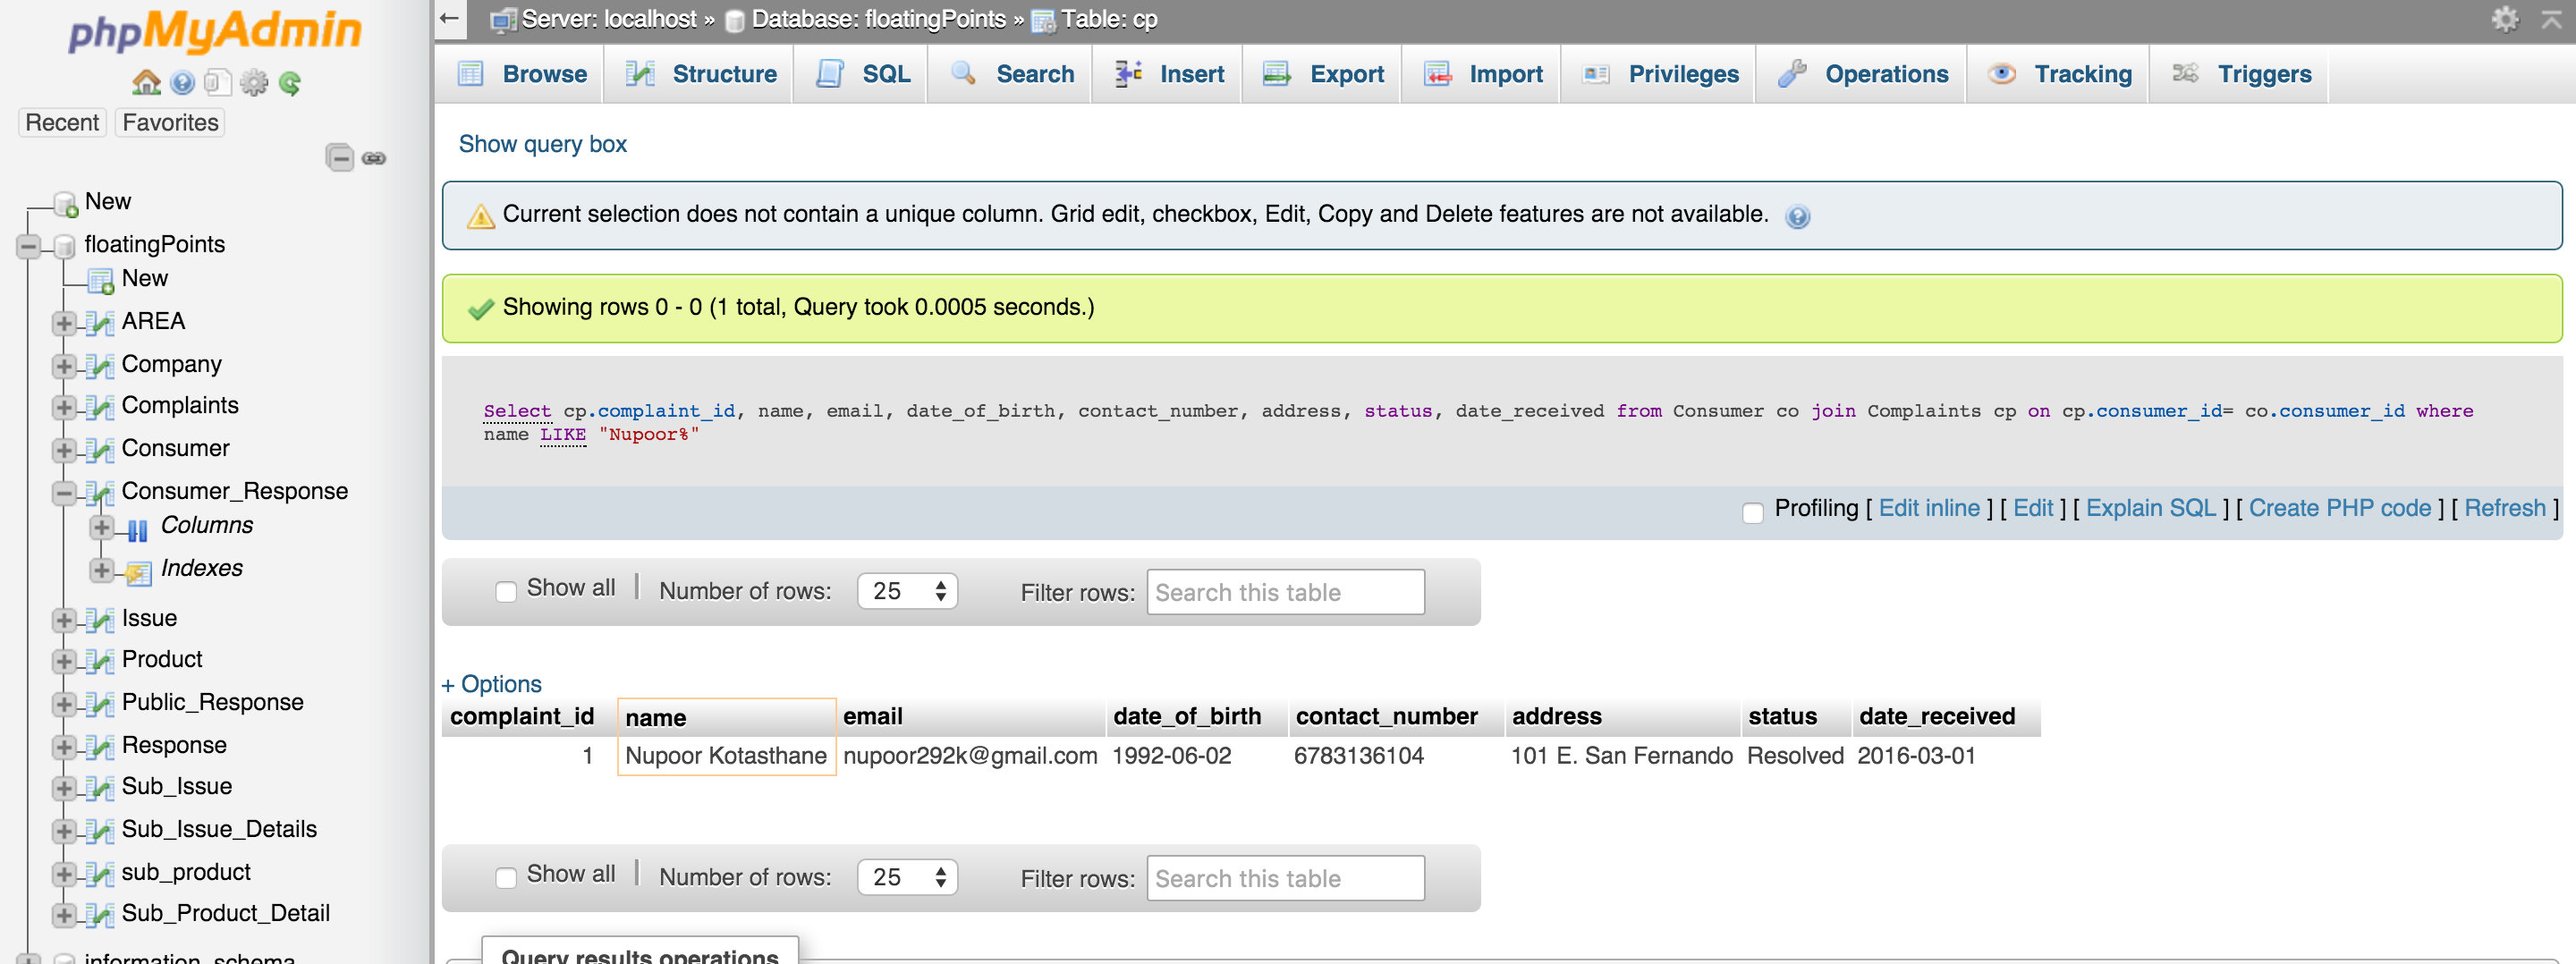 phpMyAdmin
Recent Favorites
New
floatingPoints
New
AREA
Company
Complaints
Consumer
Consumer_Response
Columns
Indexes
Issue
Product
Public_Response
Response
Sub_Issue
Sub_Issue_Details
sub_product
Sub_Product_Detail
information_schema
Server: localhost » Database: floatingPoints » Table: cp
Browse Structure SQL Search Insert Export Import Privileges Operations Tracking Triggers
Show query box
Current selection does not contain a unique column. Grid edit, checkbox, Edit, Copy and Delete features are not available.
Showing rows 0 - 0 (1 total, Query took 0.0005 seconds.)
Select cp.complaint_id, name, email, date_of_birth, contact_number, address, status, date_received from Consumer co join Complaints cp on cp.consumer_id= co.consumer_id where
name LIKE "Nupoor%"
Profiling [ Edit inline ] [ Edit ] [ Explain SQL ] [ Create PHP code ] [ Refresh ]
Show all | Number of rows: 25 Filter rows: Search this table
+ Options
complaint_id name email date_of_birth contact_number address status date_received
1 Nupoor Kotasthane nupoor292k@gmail.com 1992-06-02 6783136104 101 E. San Fernando Resolved 2016-03-01
Show all | Number of rows: 25 Filter rows: Search this table
Query results operations